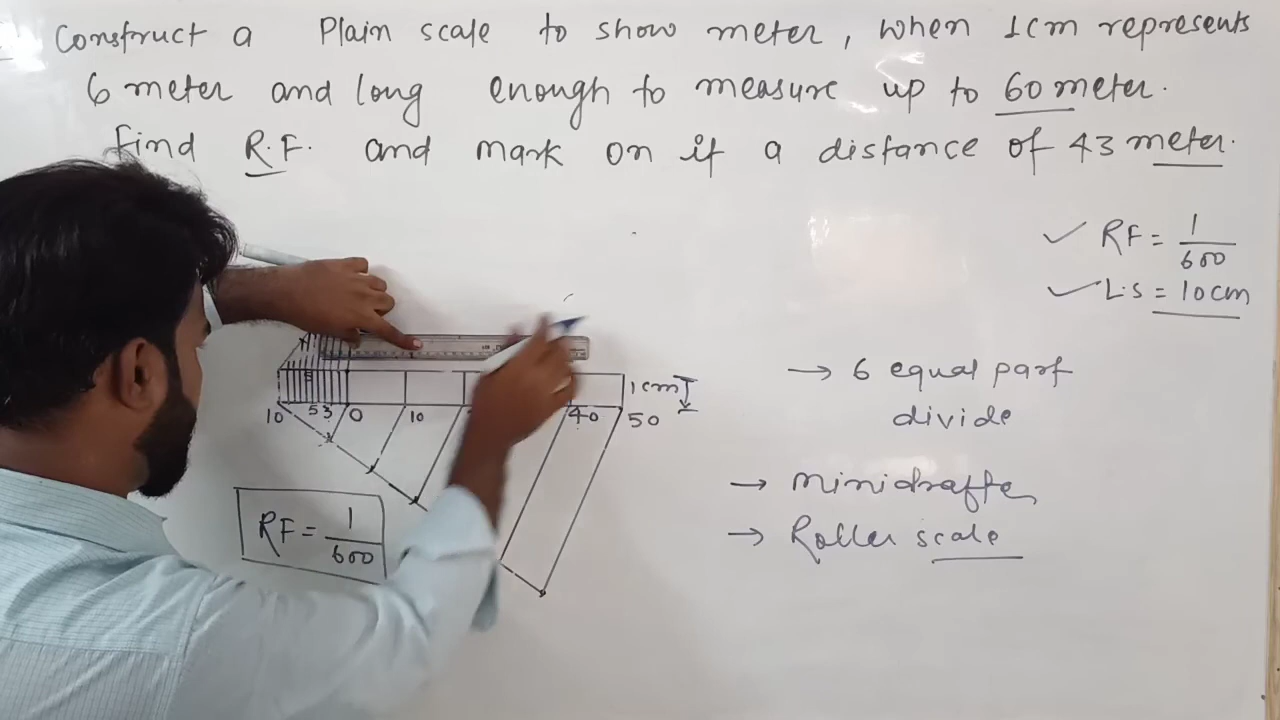 Construct a Plain scale to show meter, when 1cm represents
6 meter and long enough to measure up to 60 meter.
find R.F. and mark on it a distance of 43 meter.
RF = 1/600
L.S = 10cm
→ 6 equal part
divide
→ minidrafter
→ Roller scale
1cm
10 5 3 0 10 40 50
RF = 1/600